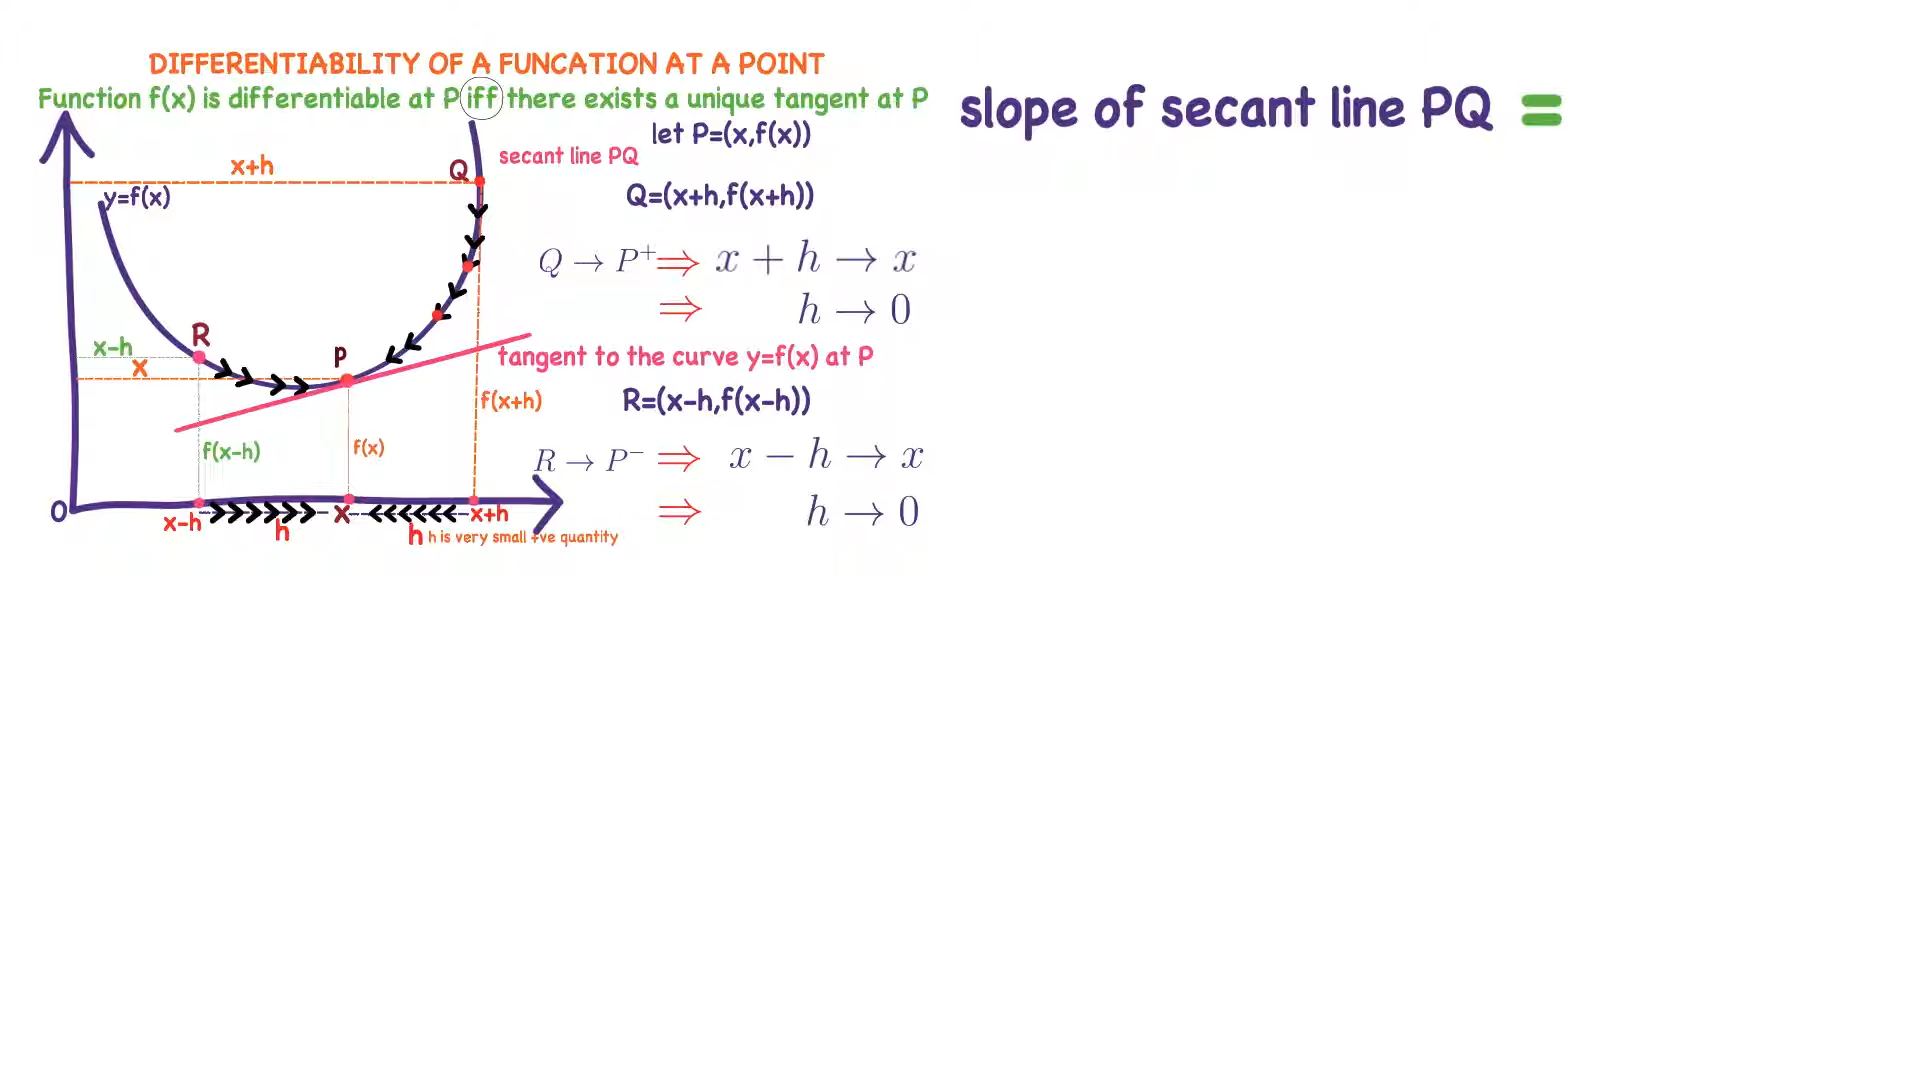 DIFFERENTIABILITY OF A FUNCATION AT A POINT
Function f(x) is differentiable at P iff there exists a unique tangent at P
slope of secant line PQ =
let P=(x,f(x))
secant line PQ
x+h
Q
y=f(x)
Q=(x+h,f(x+h))
Q → P⁺ ⇒ x + h → x
⇒ h → 0
R
x-h
x
P
tangent to the curve y=f(x) at P
f(x+h)
R=(x-h,f(x-h))
f(x-h)
f(x)
R → P⁻ ⇒ x − h → x
⇒ h → 0
O
x-h
h
x
h
x+h
h is very small +ve quantity